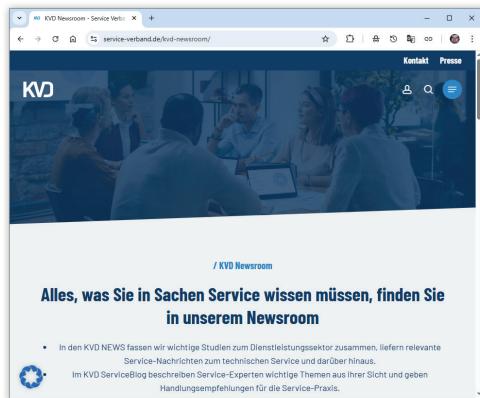 KVD Newsroom - Service Verba
service-verband.de/kvd-newsroom/
Kontakt Presse
KVD
/ KVD Newsroom
Alles, was Sie in Sachen Service wissen müssen, finden Sie
in unserem Newsroom
In den KVD NEWS fassen wir wichtige Studien zum Dienstleistungssektor zusammen, liefern relevante
Service-Nachrichten zum technischen Service und darüber hinaus.
Im KVD ServiceBlog beschreiben Service-Experten wichtige Themen aus ihrer Sicht und geben
Handlungsempfehlungen für die Service-Praxis.